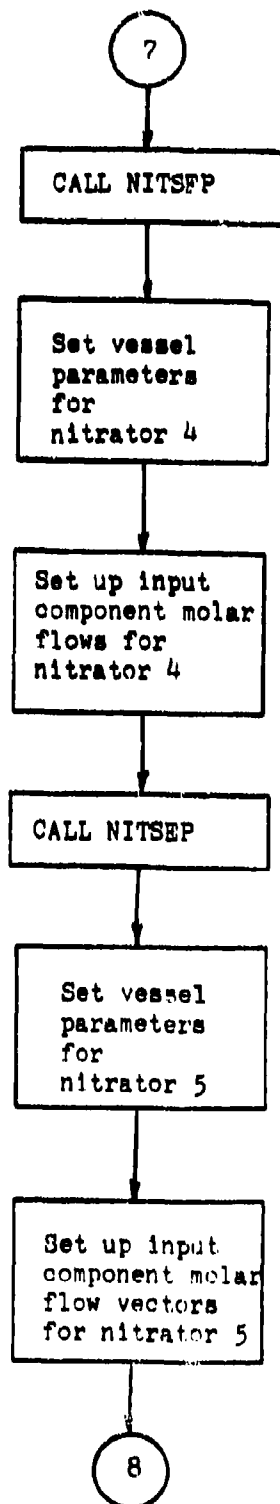 7
CALL NITSEP
Set vessel
parameters
for
nitrator 4
Set up input
component molar
flows for
nitrator 4
CALL NITSEP
Set vessel
parameters
for
nitrator 5
Set up input
component molar
flow vectors
for nitrator 5
8